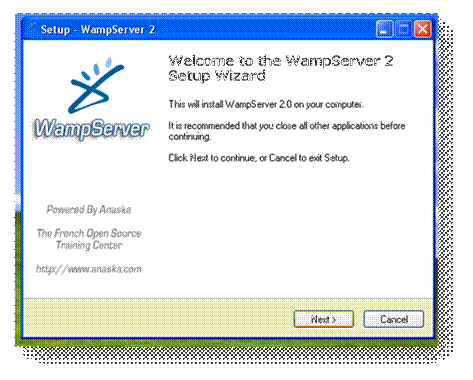 Setup - WampServer 2
Welcome to the WampServer 2
Setup Wizard
This will install WampServer 2.0 on your computer.
It is recommended that you close all other applications before
continuing.
Click Next to continue, or Cancel to exit Setup.
WampServer
Powered By Anaska
The French Open Source
Training Center
http://www.anaska.com
Next >
Cancel